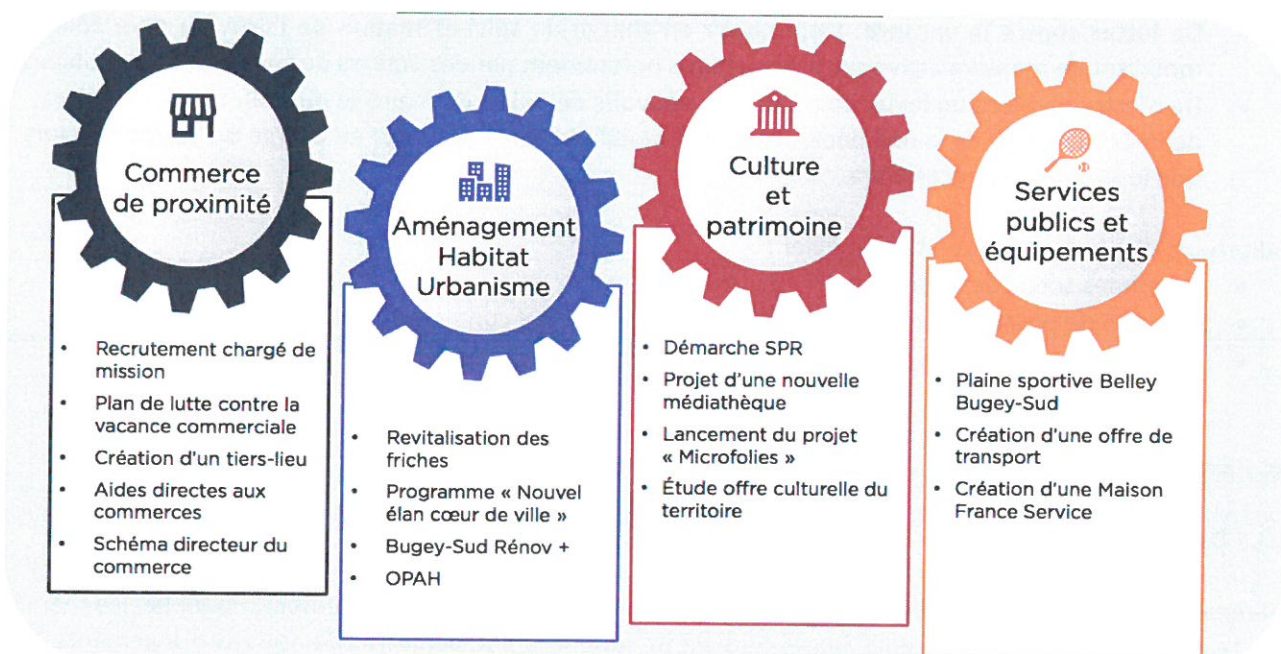 Commerce
de proximité
• Recrutement chargé de
mission
• Plan de lutte contre la
vacance commerciale
• Création d'un tiers-lieu
• Aides directes aux
commerces
• Schéma directeur du
commerce
Aménagement
Habitat
Urbanisme
• Revitalisation des
friches
• Programme « Nouvel
élan cœur de ville »
• Bugey-Sud Rénov +
• OPAH
Culture
et
patrimoine
• Démarche SPR
• Projet d'une nouvelle
médiathèque
• Lancement du projet
« Microfolies »
• Étude offre culturelle du
territoire
Services
publics et
équipements
• Plaine sportive Belley
Bugey-Sud
• Création d'une offre de
transport
• Création d'une Maison
France Service